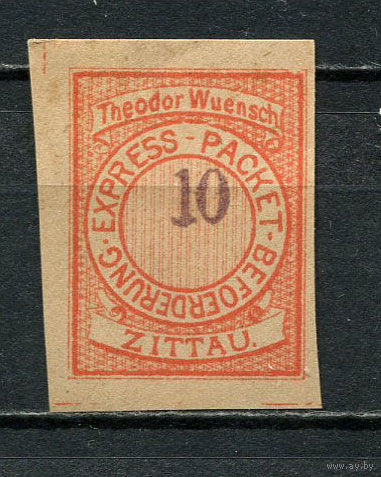 Theodor Wuensch
EXPRESS - PACKET - BEFOERDERUNG.
10
ZITTAU.
www.ay.by